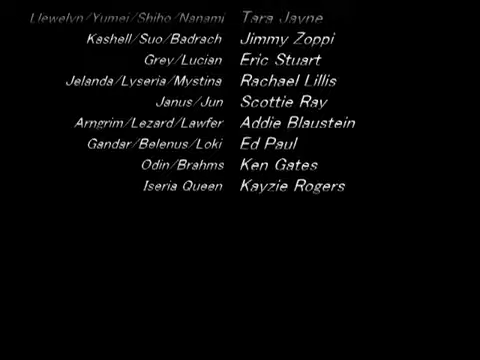 Llewelyn/Yumei/Shiho/Nanami Tara Jayne
Kashell/Suo/Badrach Jimmy Zoppi
Grey/Lucian Eric Stuart
Jelanda/Lyseria/Mystina Rachael Lillis
Janus/Jun Scottie Ray
Arngrim/Lezard/Lawfer Addie Blaustein
Gandar/Belenus/Loki Ed Paul
Odin/Brahms Ken Gates
Iseria Queen Kayzie Rogers